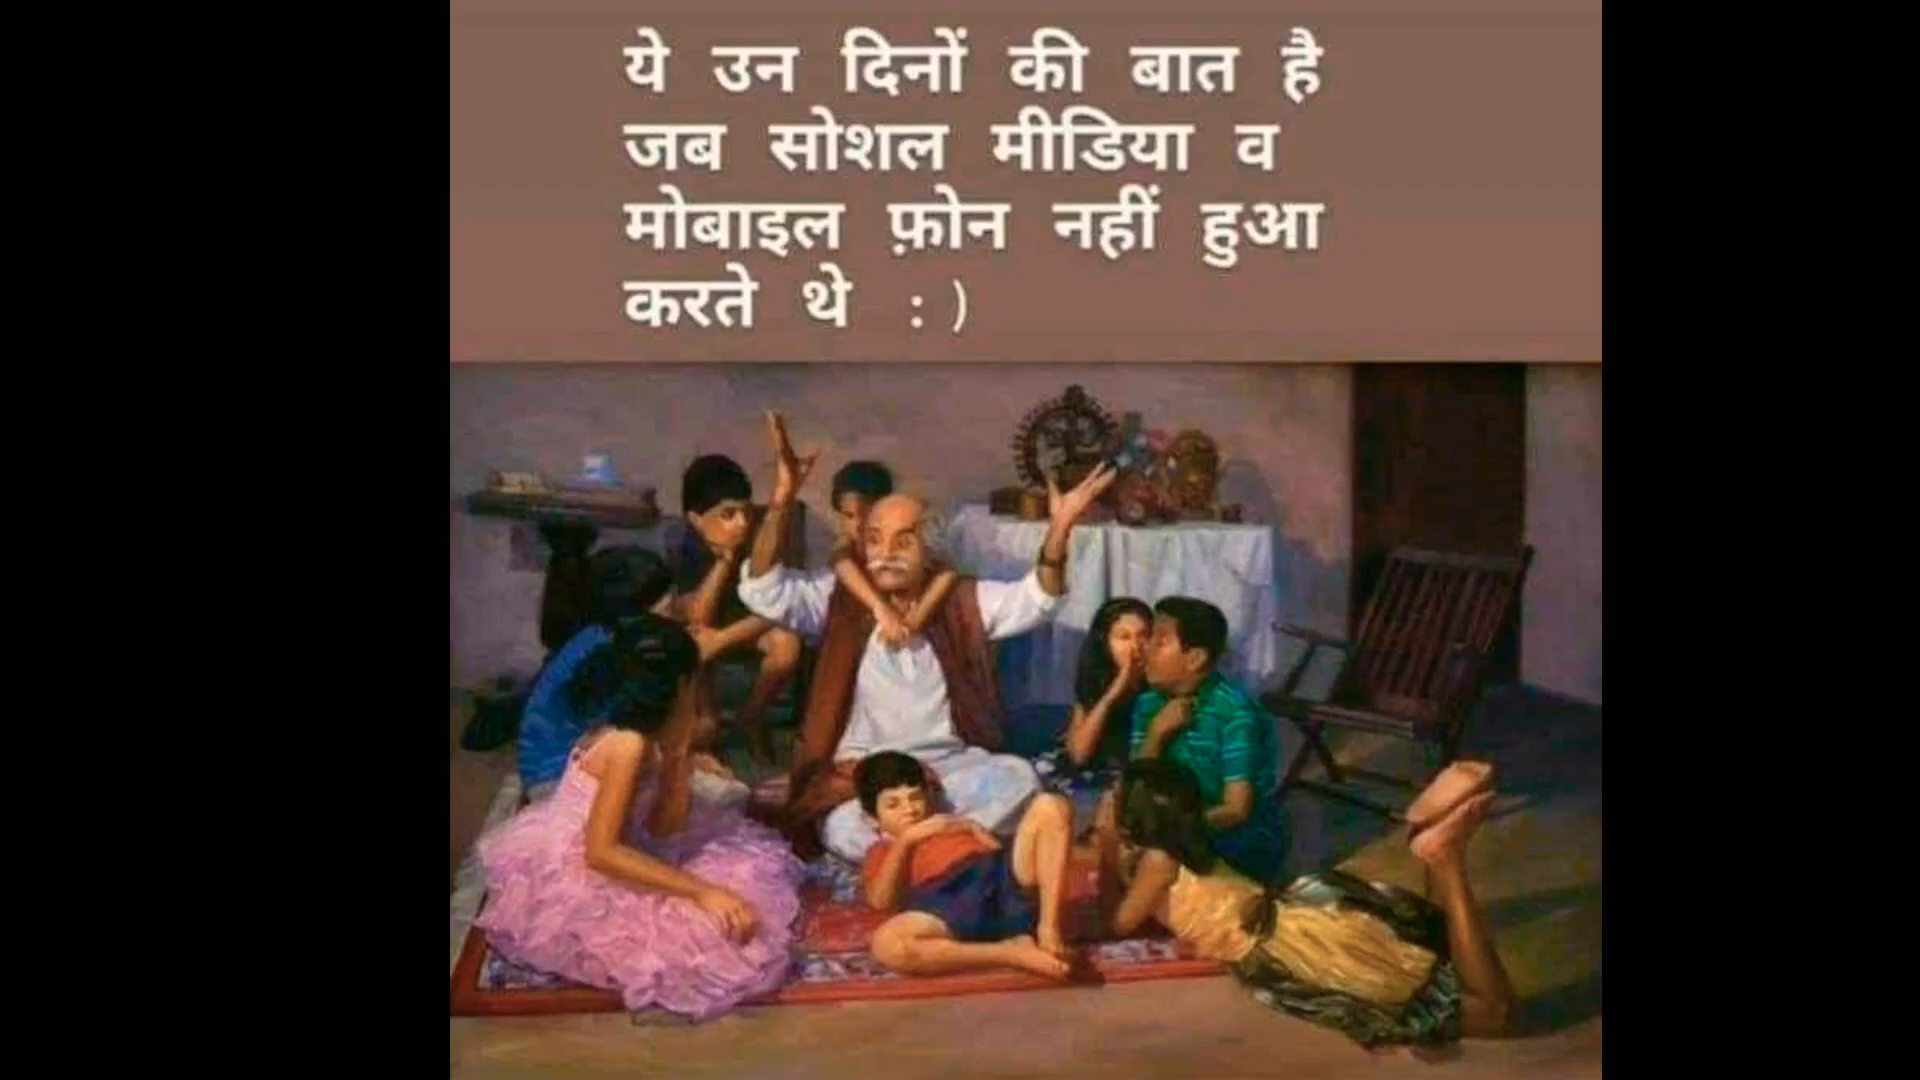 ये उन दिनों की बात है
जब सोशल मीडिया व
मोबाइल फ़ोन नहीं हुआ
करते थे :)